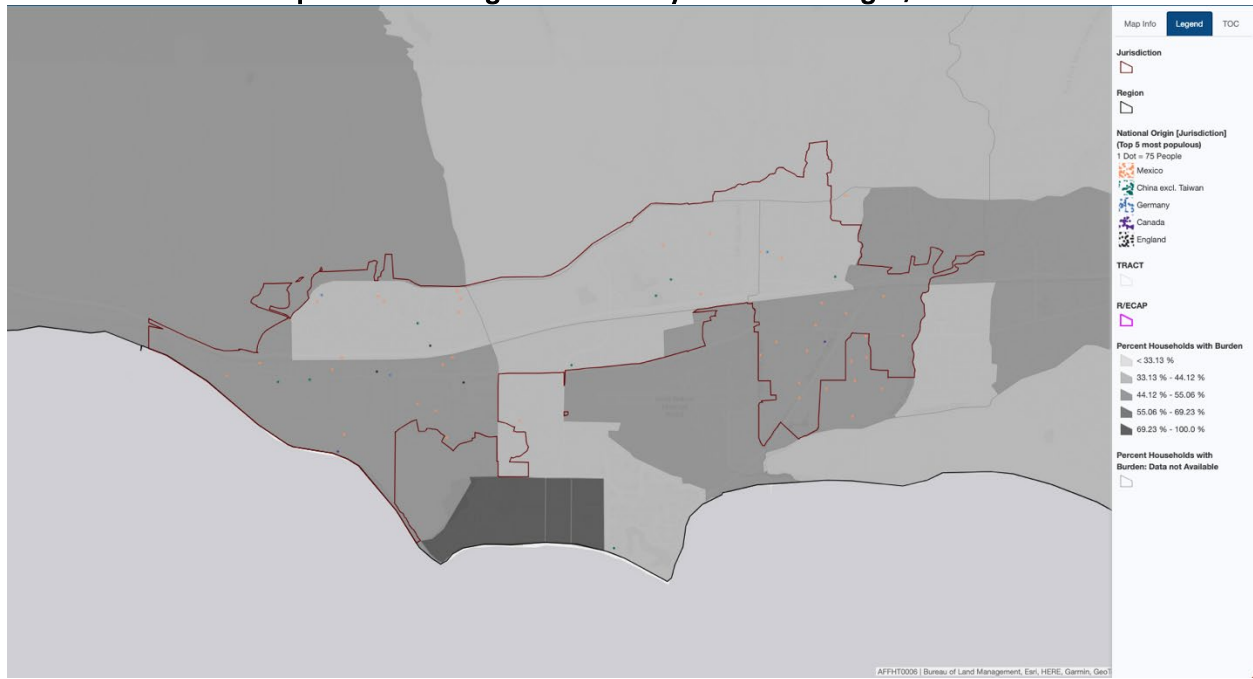 Map Info Legend TOC
Jurisdiction
Region
National Origin [Jurisdiction]
(Top 5 most populous)
1 Dot = 75 People
Mexico
China excl. Taiwan
Germany
Canada
England
TRACT
R/ECAP
Percent Households with Burden
< 33.13 %
33.13 % - 44.12 %
44.12 % - 55.06 %
55.06 % - 69.23 %
69.23 % - 100.0 %
Percent Households with
Burden: Data not Available
AFFHT0006 | Bureau of Land Management, Esri, HERE, Garmin, GeoT